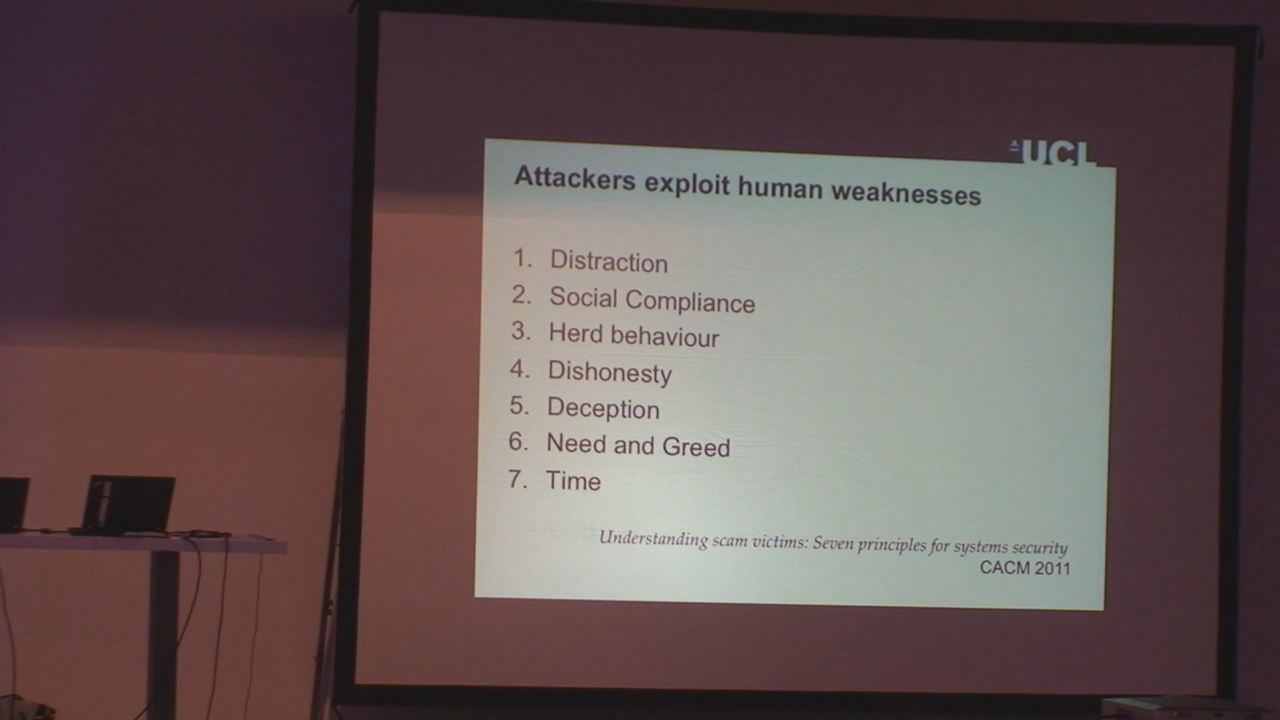 UCL
Attackers exploit human weaknesses
1. Distraction
2. Social Compliance
3. Herd behaviour
4. Dishonesty
5. Deception
6. Need and Greed
7. Time
Understanding scam victims: Seven principles for systems security
CACM 2011